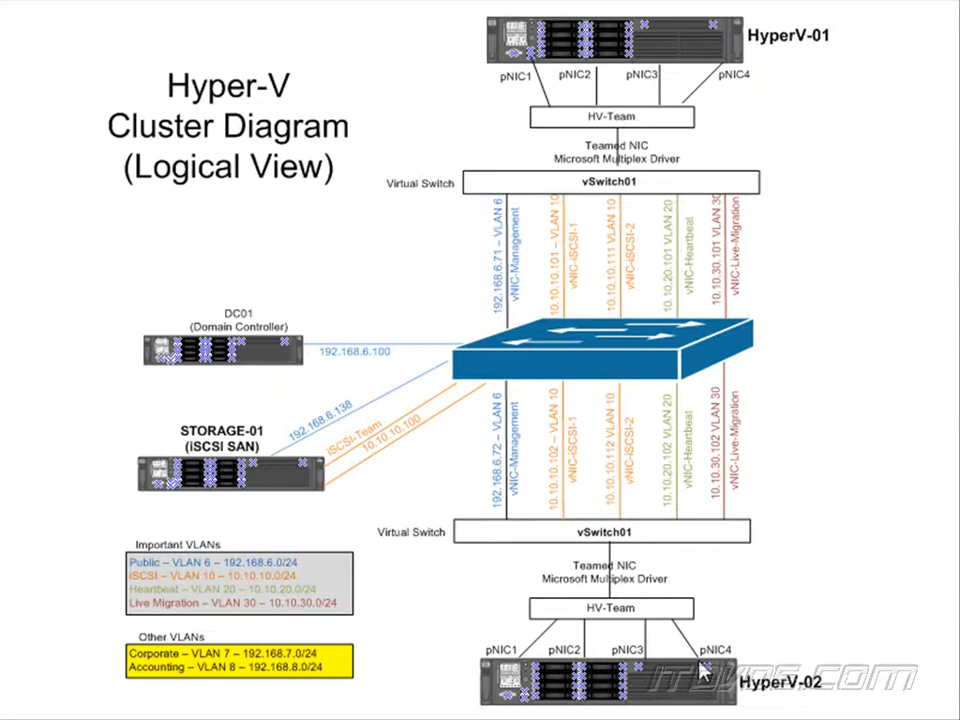 HyperV-01
pNIC1 pNIC2 pNIC3 pNIC4
Hyper-V
Cluster Diagram
(Logical View)
HV-Team
Teamed NIC
Microsoft Multiplex Driver
Virtual Switch
vSwitch01
192.168.6.71 – VLAN 6
vNIC-Management
10.10.10.101 – VLAN 10
vNIC-iSCSI-1
10.10.10.111 VLAN 10
vNIC-iSCSI-2
10.10.20.101 VLAN 20
vNIC-Heartbeat
10.10.30.101 VLAN 30
vNIC-Live-Migration
DC01
(Domain Controller)
192.168.6.100
STORAGE-01
(iSCSI SAN)
192.168.6.138
iSCSI-Team
10.10.10.100
192.168.6.72 – VLAN 6
vNIC-Management
10.10.10.102 – VLAN 10
vNIC-iSCSI-1
10.10.10.112 VLAN 10
vNIC-iSCSI-2
10.10.20.102 VLAN 20
vNIC-Heartbeat
10.10.30.102 VLAN 30
vNIC-Live-Migration
Virtual Switch
vSwitch01
Teamed NIC
Microsoft Multiplex Driver
HV-Team
pNIC1 pNIC2 pNIC3 pNIC4
HyperV-02
Important VLANs
Public – VLAN 6 – 192.168.6.0/24
iSCSI – VLAN 10 – 10.10.10.0/24
Heartbeat – VLAN 20 – 10.10.20.0/24
Live Migration – VLAN 30 – 10.10.30.0/24
Other VLANs
Corporate – VLAN 7 – 192.168.7.0/24
Accounting – VLAN 8 – 192.168.8.0/24